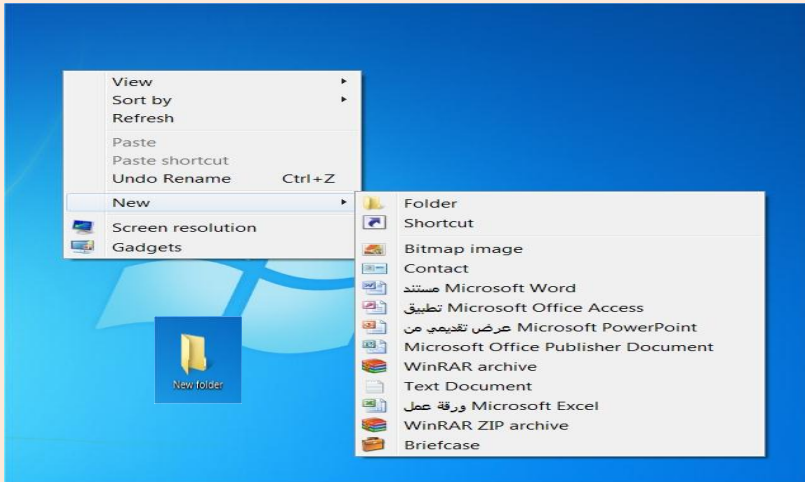 View
Sort by
Refresh
Paste
Paste shortcut
Undo Rename Ctrl+Z
New
Screen resolution
Gadgets
Folder
Shortcut
Bitmap image
Contact
مستند Microsoft Word
تطبيق Microsoft Office Access
عرض تقديمي من Microsoft PowerPoint
Microsoft Office Publisher Document
WinRAR archive
Text Document
ورقة عمل Microsoft Excel
WinRAR ZIP archive
Briefcase
New folder